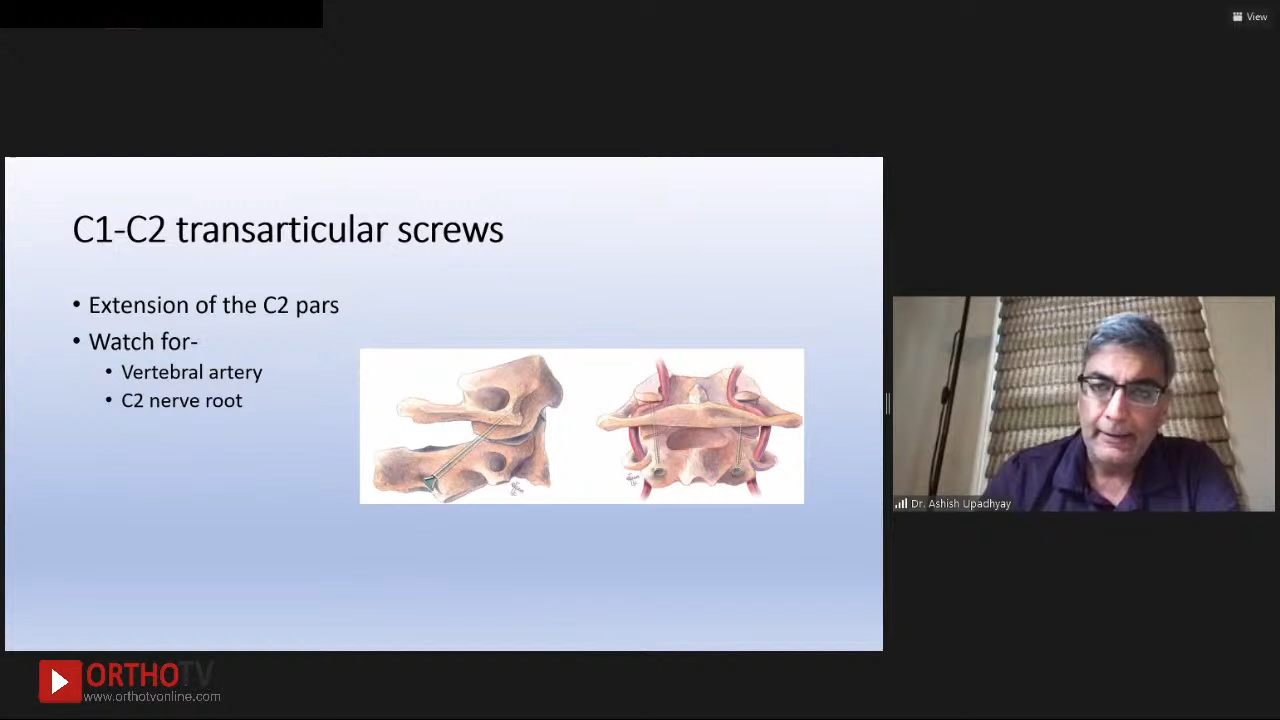 View
C1-C2 transarticular screws
• Extension of the C2 pars
• Watch for-
• Vertebral artery
• C2 nerve root
Dr. Ashish Upadhyay
ORTHOTV
www.orthotvonline.com